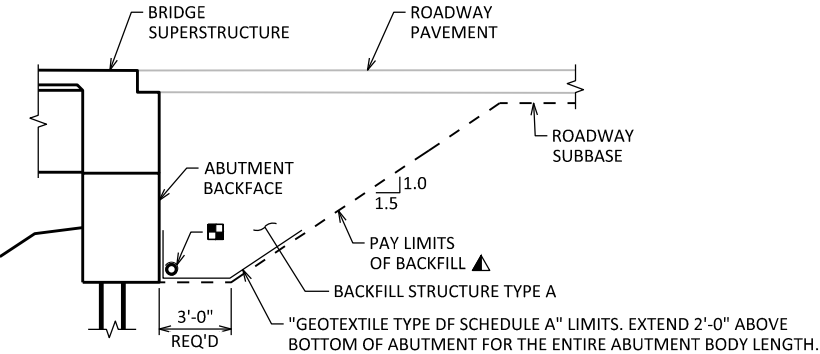 BRIDGE
SUPERSTRUCTURE
ROADWAY
PAVEMENT
ROADWAY
SUBBASE
ABUTMENT
BACKFACE
1.0
1.5
PAY LIMITS
OF BACKFILL
BACKFILL STRUCTURE TYPE A
3'-0"
REQ'D
"GEOTEXTILE TYPE DF SCHEDULE A" LIMITS. EXTEND 2'-0" ABOVE
BOTTOM OF ABUTMENT FOR THE ENTIRE ABUTMENT BODY LENGTH.